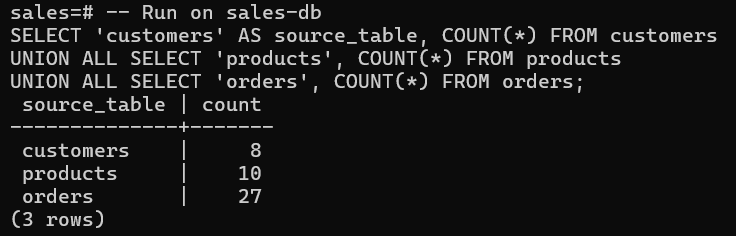 sales=# -- Run on sales-db
SELECT 'customers' AS source_table, COUNT(*) FROM customers
UNION ALL SELECT 'products', COUNT(*) FROM products
UNION ALL SELECT 'orders', COUNT(*) FROM orders;
 source_table | count
--------------+-------
 customers    |     8
 products     |    10
 orders       |    27
(3 rows)